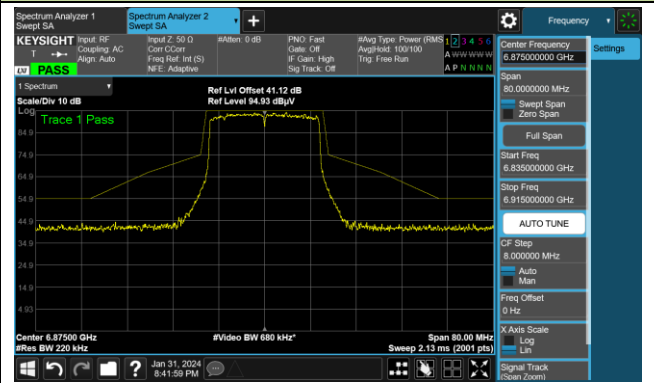 Spectrum Analyzer 1
Swept SA
Spectrum Analyzer 2
Swept SA
Frequency
KEYSIGHT
T
LXI
PASS
Input: RF
Coupling: AC
Align: Auto
Input Z: 50 Ω
Corr CCorr
Freq Ref: Int (S)
NFE: Adaptive
#Atten: 0 dB
PNO: Fast
Gate: Off
IF Gain: High
Sig Track: Off
#Avg Type: Power (RMS
Avg|Hold: 100/100
Trig: Free Run
1 2 3 4 5 6
A W W W W W
A P N N N N
1 Spectrum
Scale/Div 10 dB
Ref Lvl Offset 41.12 dB
Ref Level 94.93 dBμV
Log
Trace 1 Pass
84.9
74.9
64.9
54.9
44.9
34.9
24.9
14.9
4.93
Center 6.87500 GHz
#Res BW 220 kHz
#Video BW 680 kHz*
Span 80.00 MHz
Sweep 2.13 ms (2001 pts)
Center Frequency
6.875000000 GHz
Settings
Span
80.0000000 MHz
Swept Span
Zero Span
Full Span
Start Freq
6.835000000 GHz
Stop Freq
6.915000000 GHz
AUTO TUNE
CF Step
8.000000 MHz
Auto
Man
Freq Offset
0 Hz
X Axis Scale
Log
Lin
Signal Track
(Span Zoom)
Jan 31, 2024
8:41:59 PM